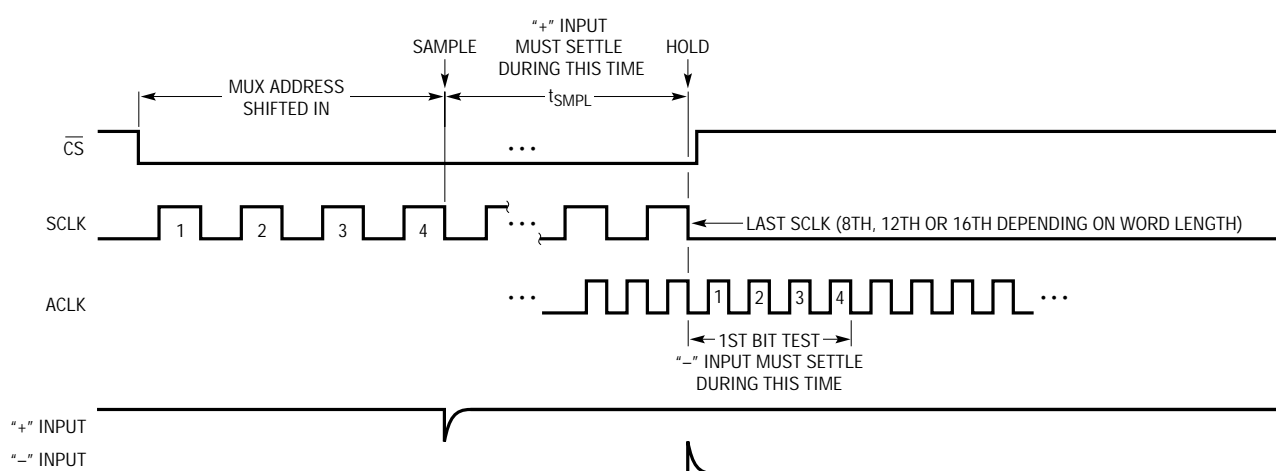 “+” INPUT
MUST SETTLE
DURING THIS TIME
SAMPLE
HOLD
MUX ADDRESS
SHIFTED IN
tSMPL
CS
•••
SCLK
1 2 3 4
•••
LAST SCLK (8TH, 12TH OR 16TH DEPENDING ON WORD LENGTH)
ACLK
•••
1 2 3 4
•••
1ST BIT TEST
“–” INPUT MUST SETTLE
DURING THIS TIME
“+” INPUT
“–” INPUT